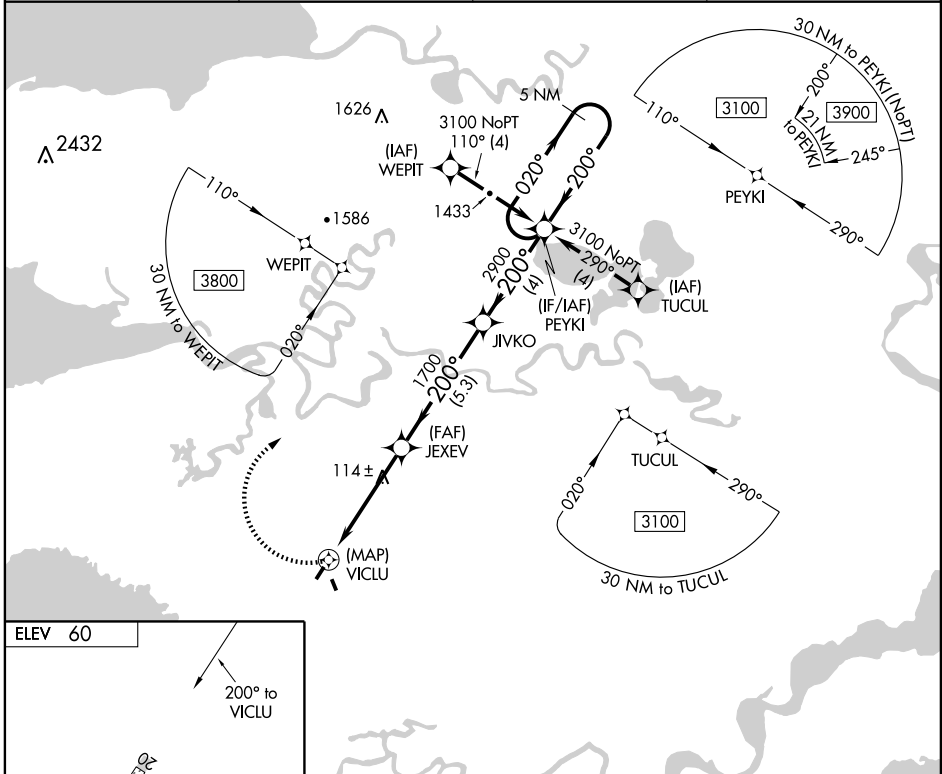 30 NM to PEYKI (NoPT)
200°
3100
3900
21 NM
to PEYKI
245°
110°
PEYKI
290°
5 NM
1626
3100 NoPT
110° (4)
(IAF)
WEPIT
1433
020°
200°
2432
110°
1586
WEPIT
3800
020°
30 NM to WEPIT
3100 NoPT
290°
(4)
(IAF)
TUCUL
2900
200°
(4)
(IF/IAF)
PEYKI
JIVKO
1700
200°
(5.3)
(FAF)
JEXEV
114 ±
(MAP)
VICLU
TUCUL
020°
290°
3100
30 NM to TUCUL
ELEV 60
200° to
VICLU
20